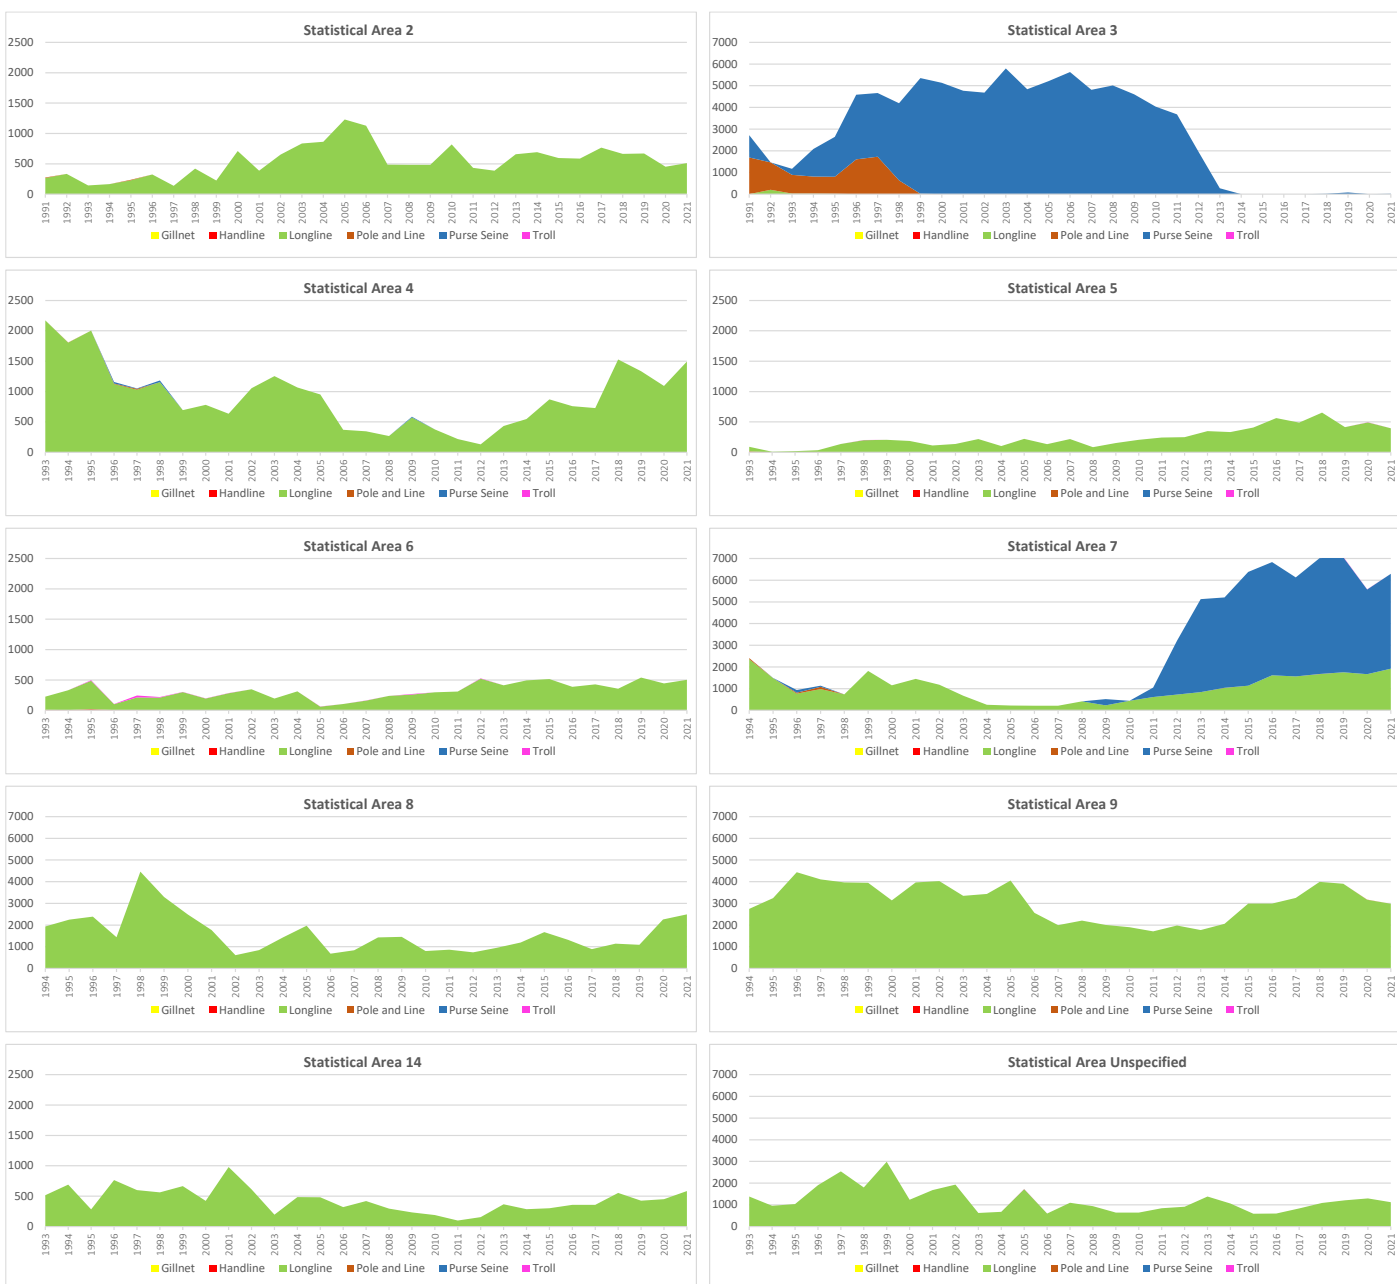 Statistical Area 2
2500
2000
1500
1000
500
0
1991 1992 1993 1994 1995 1996 1997 1998 1999 2000 2001 2002 2003 2004 2005 2006 2007 2008 2009 2010 2011 2012 2013 2014 2015 2016 2017 2018 2019 2020 2021
Gillnet Handline Longline Pole and Line Purse Seine Troll
Statistical Area 3
7000
6000
5000
4000
3000
2000
1000
0
1991 1992 1993 1994 1995 1996 1997 1998 1999 2000 2001 2002 2003 2004 2005 2006 2007 2008 2009 2010 2011 2012 2013 2014 2015 2016 2017 2018 2019 2020 2021
Gillnet Handline Longline Pole and Line Purse Seine Troll
Statistical Area 4
2500
2000
1500
1000
500
0
1993 1994 1995 1996 1997 1998 1999 2000 2001 2002 2003 2004 2005 2006 2007 2008 2009 2010 2011 2012 2013 2014 2015 2016 2017 2018 2019 2020 2021
Gillnet Handline Longline Pole and Line Purse Seine Troll
Statistical Area 5
2500
2000
1500
1000
500
0
1993 1994 1995 1996 1997 1998 1999 2000 2001 2002 2003 2004 2005 2006 2007 2008 2009 2010 2011 2012 2013 2014 2015 2016 2017 2018 2019 2020 2021
Gillnet Handline Longline Pole and Line Purse Seine Troll
Statistical Area 6
2500
2000
1500
1000
500
0
1993 1994 1995 1996 1997 1998 1999 2000 2001 2002 2003 2004 2005 2006 2007 2008 2009 2010 2011 2012 2013 2014 2015 2016 2017 2018 2019 2020 2021
Gillnet Handline Longline Pole and Line Purse Seine Troll
Statistical Area 7
7000
6000
5000
4000
3000
2000
1000
0
1994 1995 1996 1997 1998 1999 2000 2001 2002 2003 2004 2005 2006 2007 2008 2009 2010 2011 2012 2013 2014 2015 2016 2017 2018 2019 2020 2021
Gillnet Handline Longline Pole and Line Purse Seine Troll
Statistical Area 8
7000
6000
5000
4000
3000
2000
1000
0
1994 1995 1996 1997 1998 1999 2000 2001 2002 2003 2004 2005 2006 2007 2008 2009 2010 2011 2012 2013 2014 2015 2016 2017 2018 2019 2020 2021
Gillnet Handline Longline Pole and Line Purse Seine Troll
Statistical Area 9
7000
6000
5000
4000
3000
2000
1000
0
1994 1995 1996 1997 1998 1999 2000 2001 2002 2003 2004 2005 2006 2007 2008 2009 2010 2011 2012 2013 2014 2015 2016 2017 2018 2019 2020 2021
Gillnet Handline Longline Pole and Line Purse Seine Troll
Statistical Area 14
2500
2000
1500
1000
500
0
1993 1994 1995 1996 1997 1998 1999 2000 2001 2002 2003 2004 2005 2006 2007 2008 2009 2010 2011 2012 2013 2014 2015 2016 2017 2018 2019 2020 2021
Gillnet Handline Longline Pole and Line Purse Seine Troll
Statistical Area Unspecified
7000
6000
5000
4000
3000
2000
1000
0
1993 1994 1995 1996 1997 1998 1999 2000 2001 2002 2003 2004 2005 2006 2007 2008 2009 2010 2011 2012 2013 2014 2015 2016 2017 2018 2019 2020 2021
Gillnet Handline Longline Pole and Line Purse Seine Troll